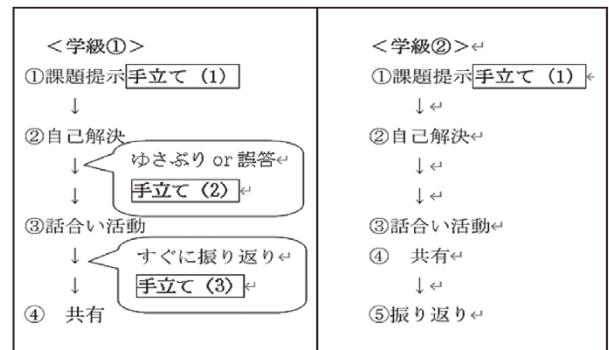 ＜学級①＞
①課題提示手立て（1）
↓
②自己解決
↓
ゆさぶり or 誤答↵
↓
手立て（2）↵
③話合い活動
↓
すぐに振り返り↵
↓
手立て（3）↵
④　共有
＜学級②＞↵
①課題提示手立て（1）↵
↓↵
②自己解決↵
↓↵
↓↵
③話合い活動↵
④　共有↵
↓↵
⑤振り返り↵